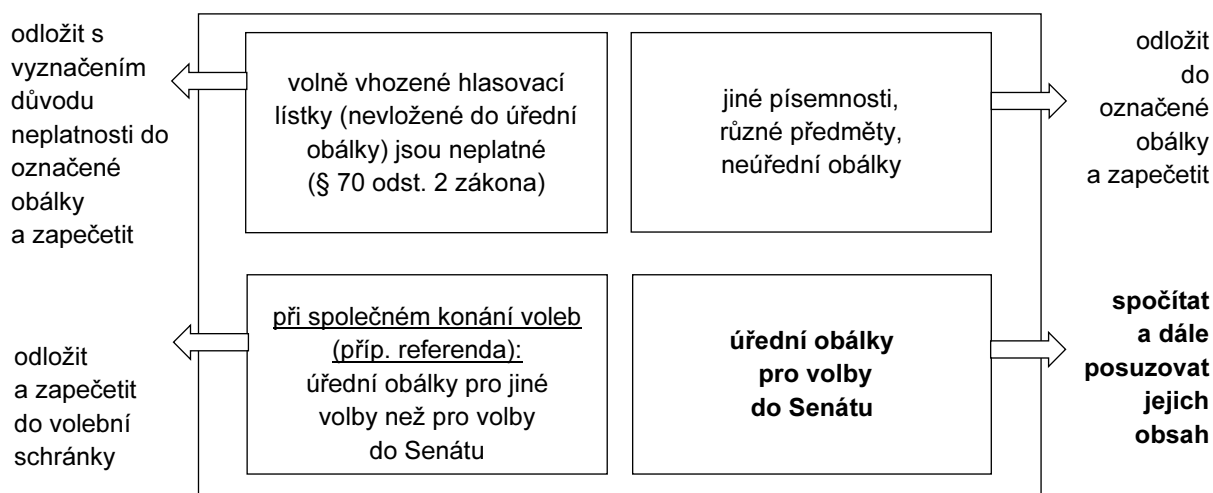 odložit s
vyznačením
důvodu
neplatnosti do
označené
obálky
a zapečetit
volně vhozené hlasovací
lístky (nevložené do úřední
obálky) jsou neplatné
(§ 70 odst. 2 zákona)
jiné písemnosti,
různé předměty,
neúřední obálky
odložit
do
označené
obálky
a zapečetit
odložit
a zapečetit
do volební
schránky
při společném konání voleb
(příp. referenda):
úřední obálky pro jiné
volby než pro volby
do Senátu
úřední obálky
pro volby
do Senátu
spočítat
a dále
posuzovat
jejich
obsah